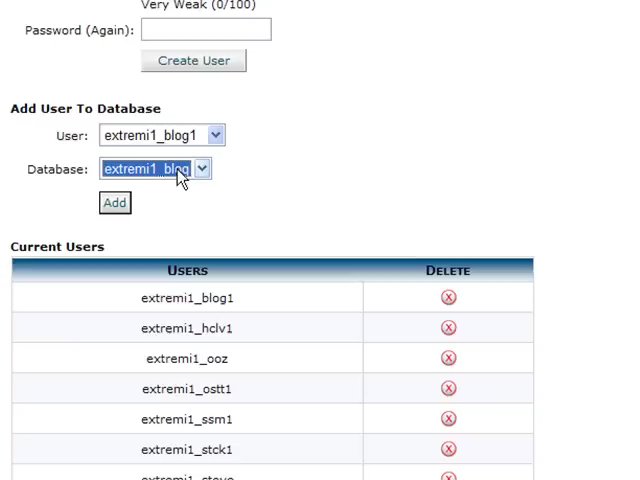 Very Weak (0/100)
Password (Again):
Create User
Add User To Database
User: extremi1_blog1
Database: extremi1_blog
Add
Current Users
USERS DELETE
extremi1_blog1
extremi1_hclv1
extremi1_ooz
extremi1_ostt1
extremi1_ssm1
extremi1_stck1